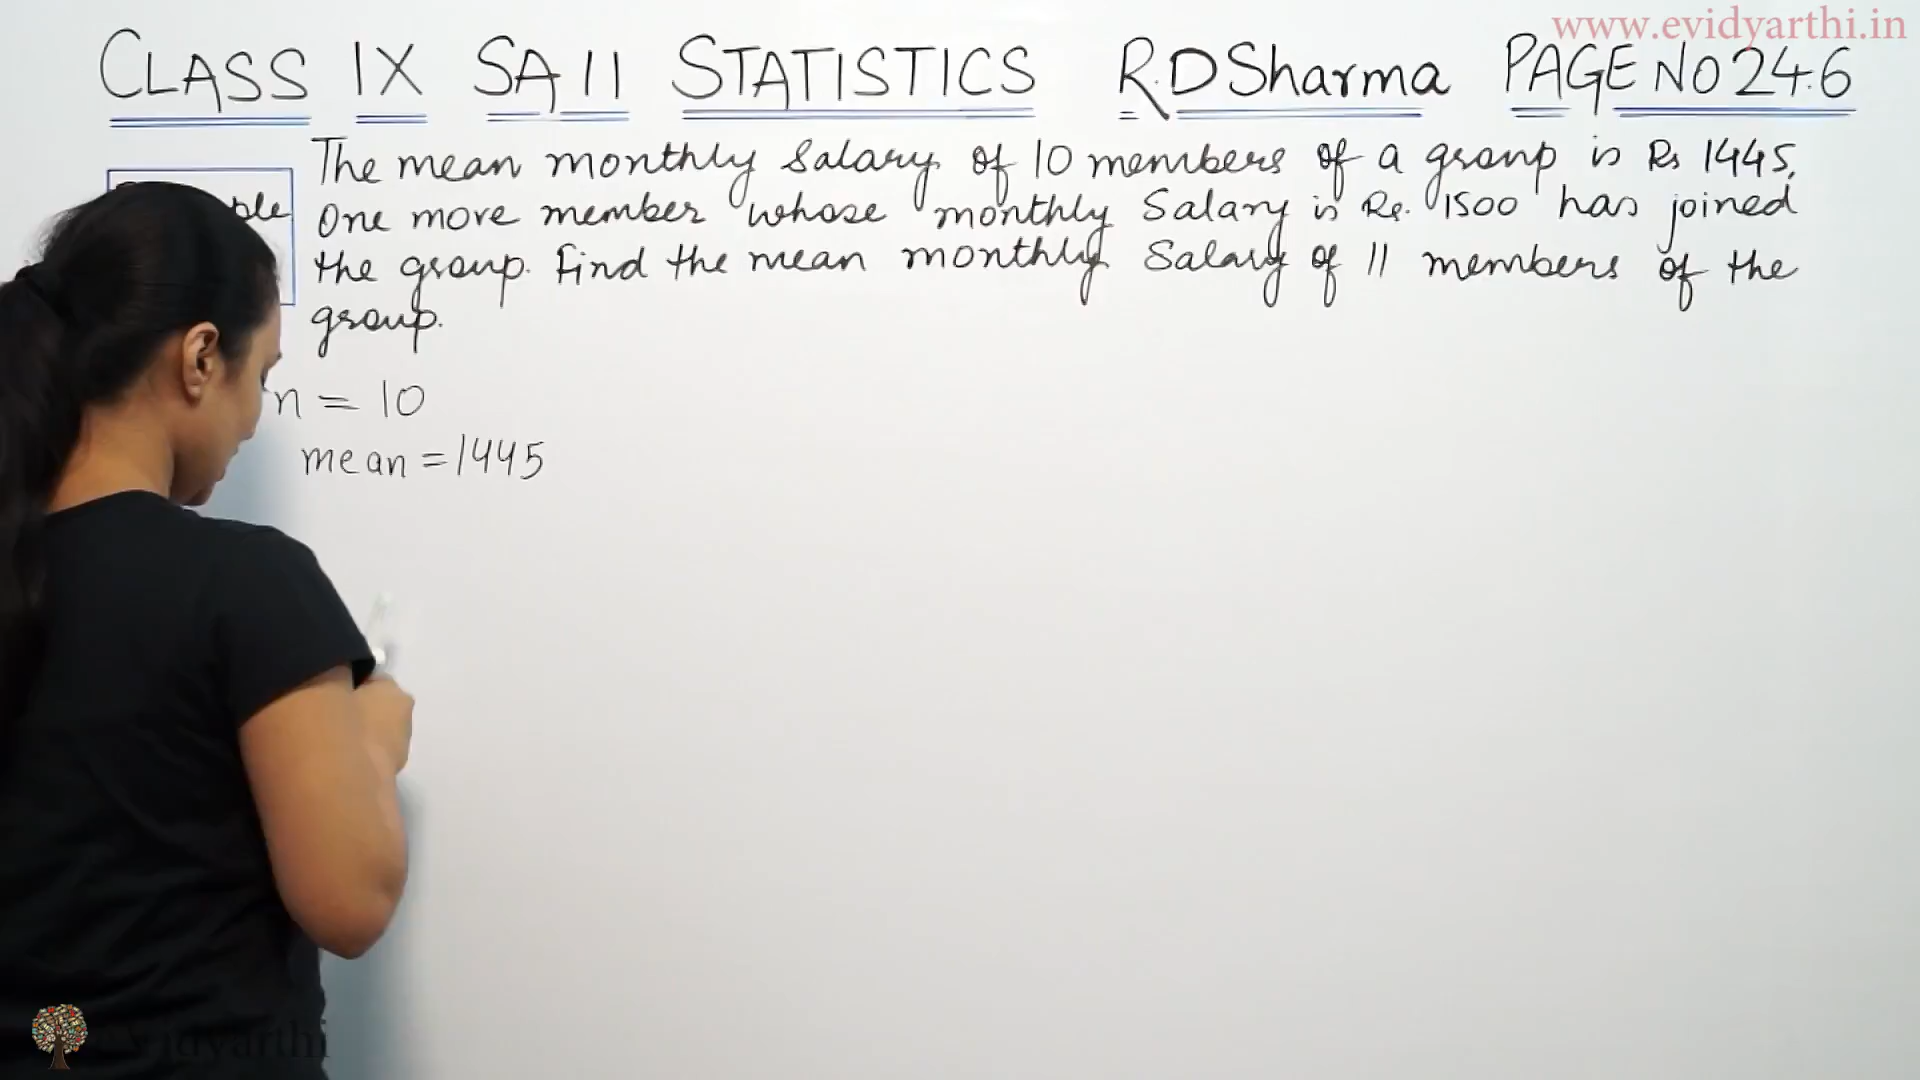 www.evidyarthi.in
CLASS IX SA II STATISTICS R.D Sharma PAGE NO 24.6
The mean monthly Salary of 10 members of a group is Rs 1445.
One more member whose monthly Salary is Rs. 1500 has joined
the group. Find the mean monthly Salary of 11 members of the
group.
n = 10
mean = 1445